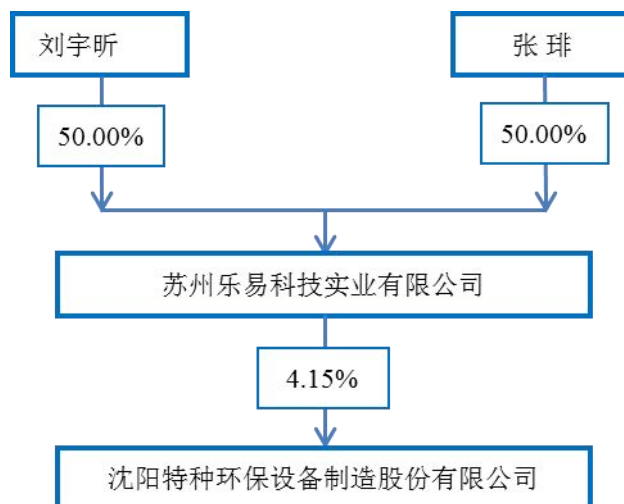 刘宇昕
张 琲
50.00%
50.00%
苏州乐易科技实业有限公司
4.15%
沈阳特种环保设备制造股份有限公司